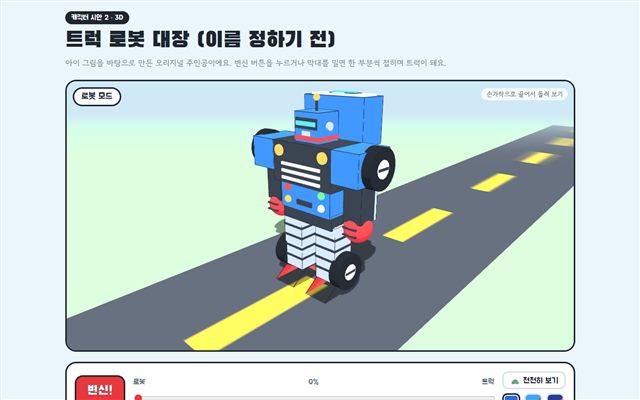 캐릭터 시안 2 · 3D
트럭 로봇 대장 (이름 정하기 전)
아이 그림을 바탕으로 만든 오리지널 주인공이에요. 변신 버튼을 누르거나 막대를 밀면 한 부분씩 접히며 트럭이 돼요.
로봇 모드
손가락으로 끌어서 돌려 보기
변신!
로봇
0%
트럭
천천히 보기